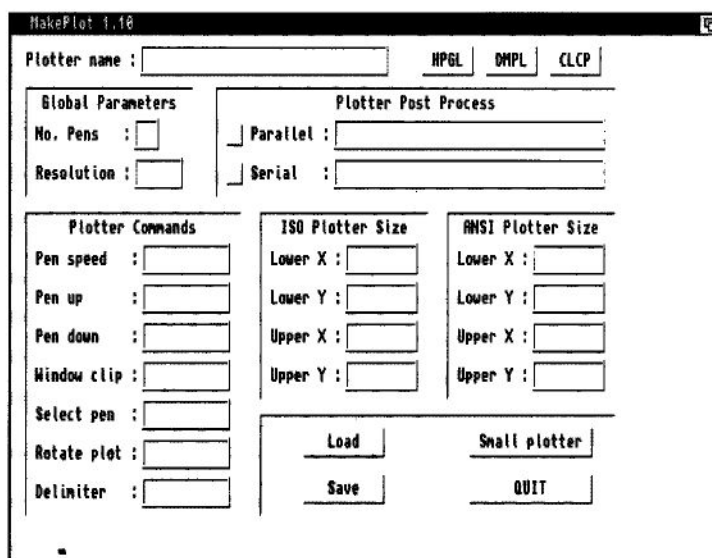 MakePlot 1.10
Plotter name : HPGL DMPL CLCP
Global Parameters
No. Pens :
Resolution :
Plotter Post Process
Parallel :
Serial :
Plotter Commands
Pen speed :
Pen up :
Pen down :
Window clip :
Select pen :
Rotate plot :
Delimiter :
ISO Plotter Size
Lower X :
Lower Y :
Upper X :
Upper Y :
ANSI Plotter Size
Lower X :
Lower Y :
Upper X :
Upper Y :
Load Small plotter
Save QUIT